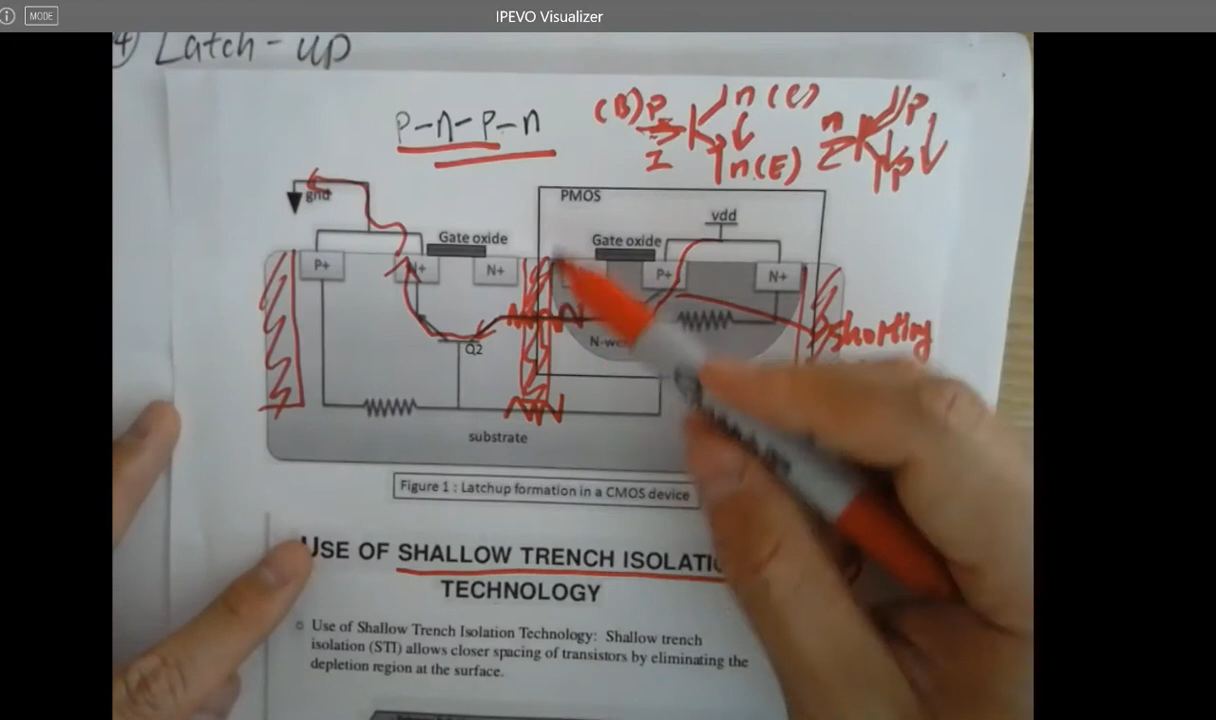 IPEVO Visualizer
MODE
4) Latch-up
P-n-p-n
(B) P
I
n (C)
n (E)
n
I
P
P
gnd
PMOS
vdd
Gate oxide
Gate oxide
P+
N+
N+
P+
N+
Q2
N-we
shorting
substrate
Figure 1 : Latchup formation in a CMOS device
USE OF SHALLOW TRENCH ISOLATI
TECHNOLOGY
Use of Shallow Trench Isolation Technology: Shallow trench
isolation (STI) allows closer spacing of transistors by eliminating the
depletion region at the surface.